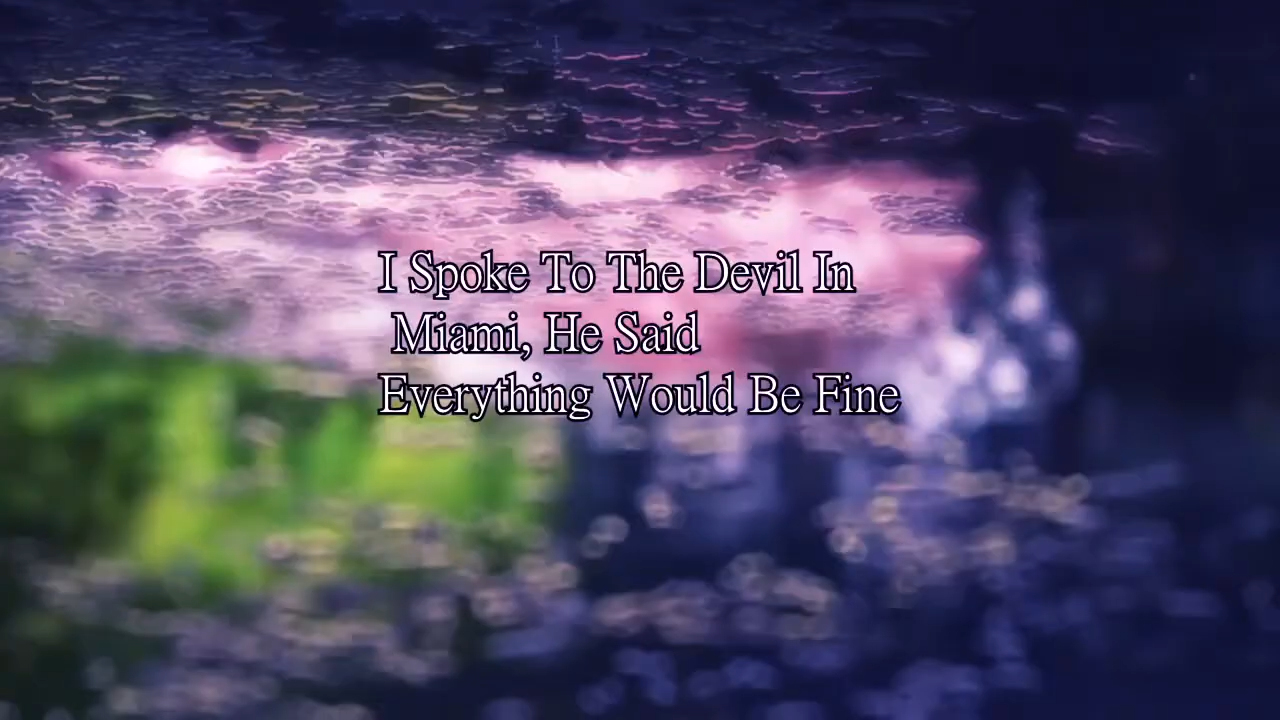 I Spoke To The Devil In
Miami, He Said
Everything Would Be Fine